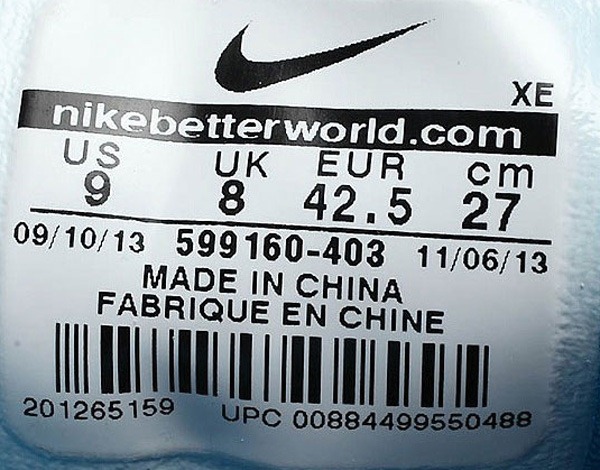 XE
nikebetterworld.com
US UK EUR cm
9 8 42.5 27
09/10/13 599160-403 11/06/13
MADE IN CHINA
FABRIQUE EN CHINE
201265159 UPC 00884499550488